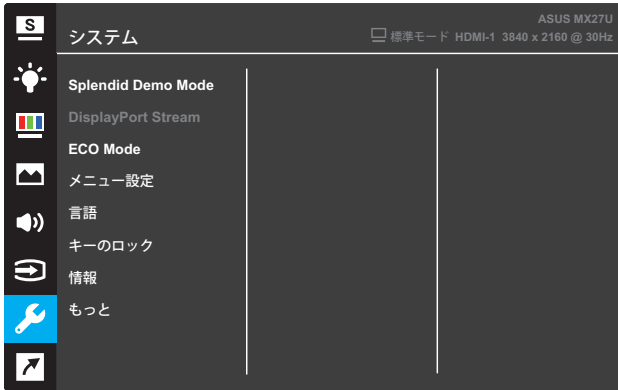 S
ASUS MX27U
システム
標準モード HDMI-1 3840 x 2160 @ 30Hz
Splendid Demo Mode
DisplayPort Stream
ECO Mode
メニュー設定
言語
キーのロック
情報
もっと